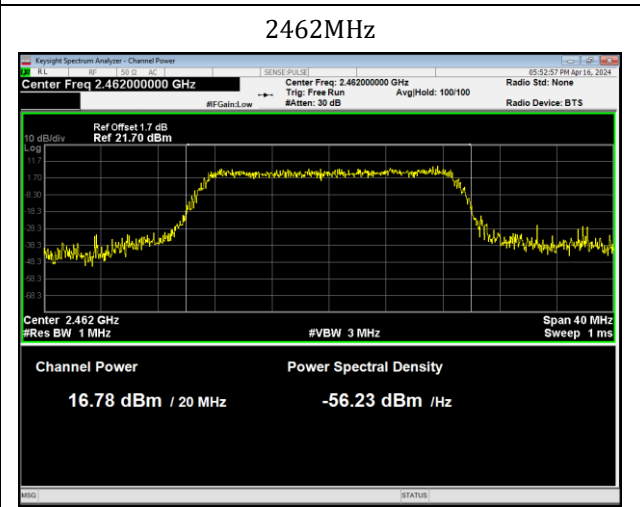 2462MHz
Keysight Spectrum Analyzer - Channel Power
RL RF 50 Ω AC SENSE:PULSE 05:52:57 PM Apr 16, 2024
Center Freq 2.462000000 GHz Center Freq: 2.462000000 GHz Radio Std: None
Trig: Free Run Avg|Hold: 100/100
#IFGain:Low #Atten: 30 dB Radio Device: BTS
Ref Offset 1.7 dB
10 dB/div Ref 21.70 dBm
Log
11.7
1.70
-8.30
-18.3
-28.3
-38.3
-48.3
-58.3
-68.3
Center 2.462 GHz Span 40 MHz
#Res BW 1 MHz #VBW 3 MHz Sweep 1 ms
Channel Power Power Spectral Density
16.78 dBm / 20 MHz -56.23 dBm /Hz
MSG STATUS